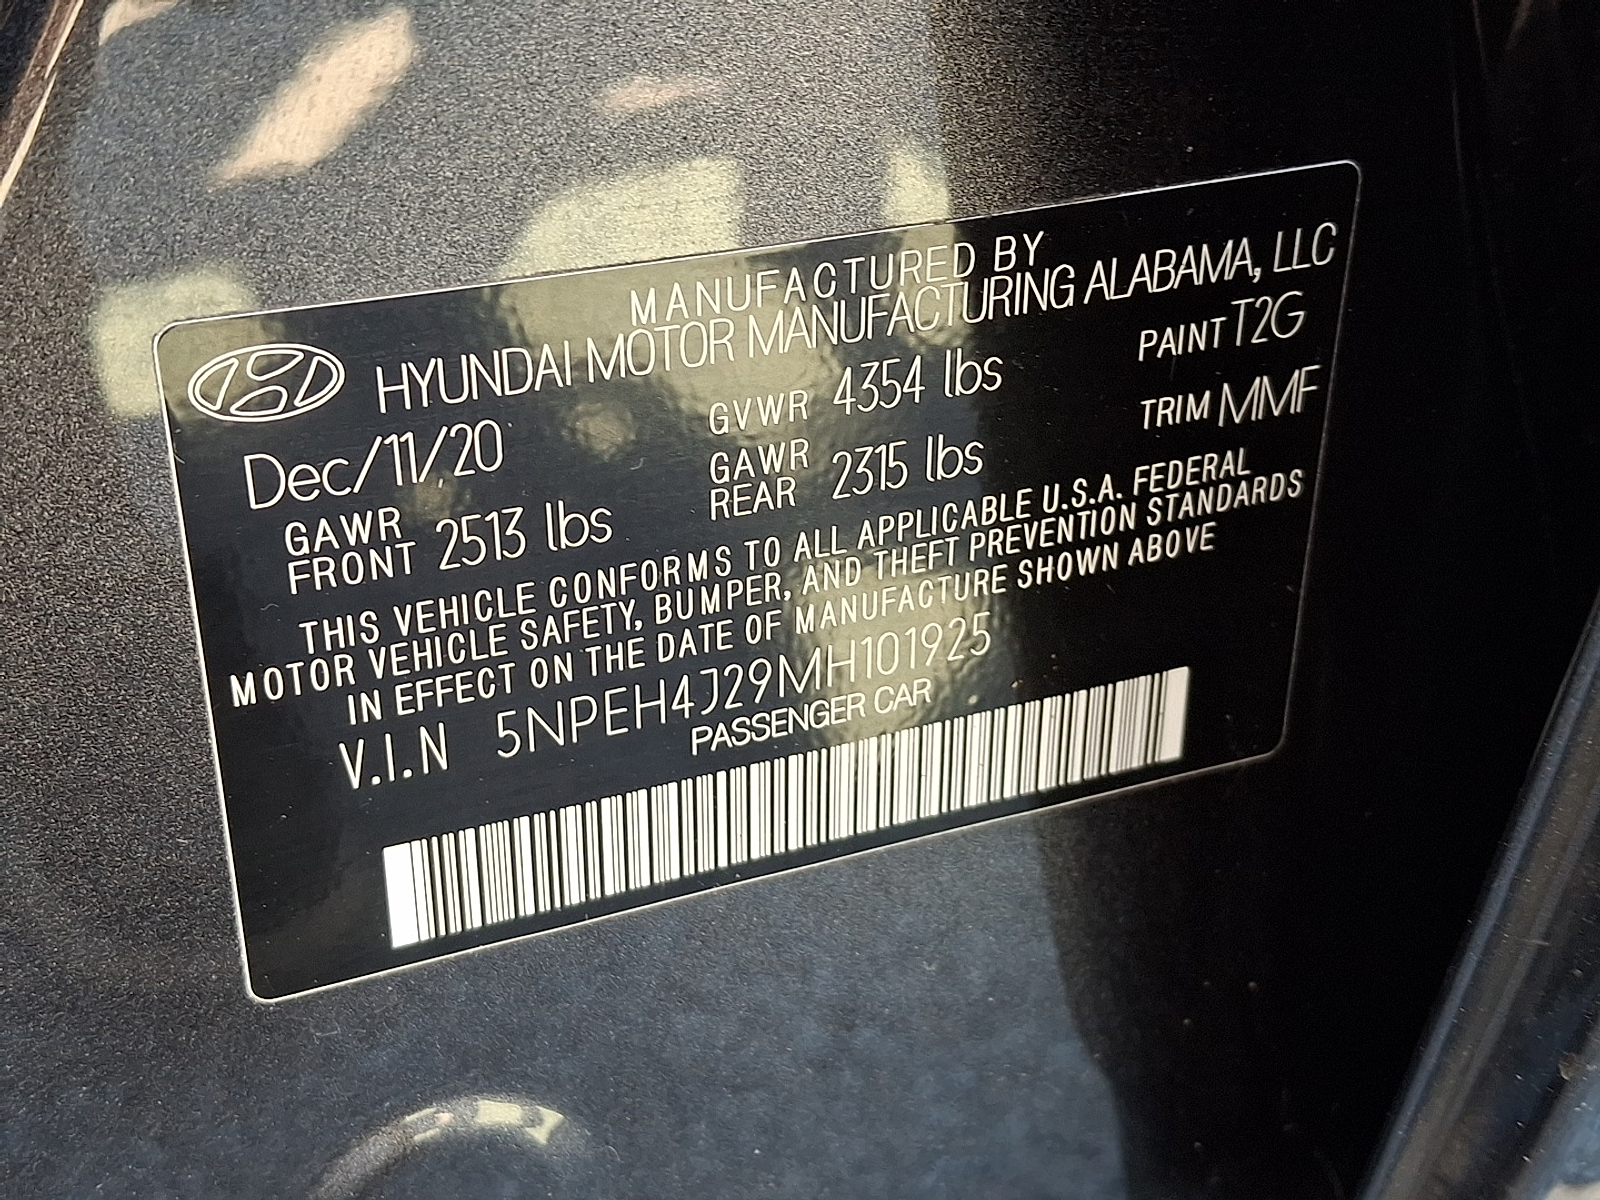 MANUFACTURED BY
HYUNDAI MOTOR MANUFACTURING ALABAMA, LLC
Dec/11/20 GVWR 4354 lbs PAINT T2G
GAWR FRONT 2513 lbs GAWR REAR 2315 lbs TRIM MMF
THIS VEHICLE CONFORMS TO ALL APPLICABLE U.S.A. FEDERAL
MOTOR VEHICLE SAFETY, BUMPER, AND THEFT PREVENTION STANDARDS
IN EFFECT ON THE DATE OF MANUFACTURE SHOWN ABOVE
V.I.N 5NPEH4J29MH101925
PASSENGER CAR